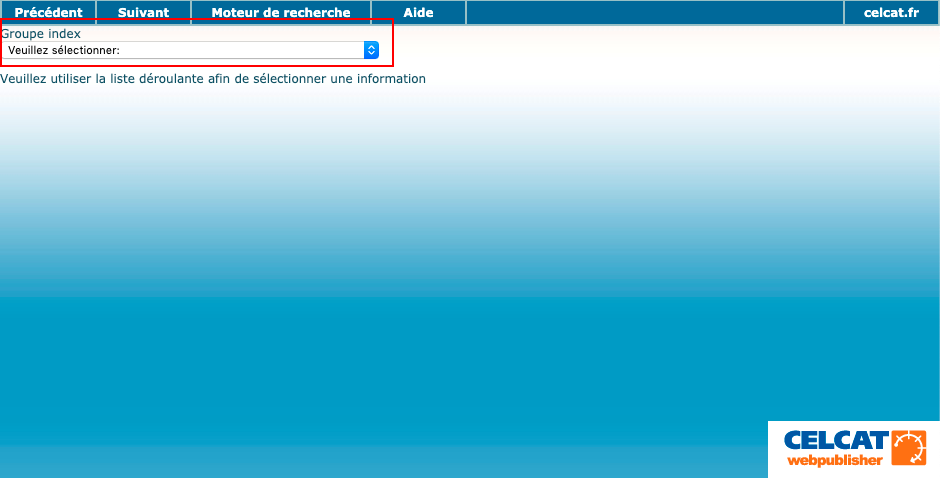 Précédent Suivant Moteur de recherche Aide celcat.fr
Groupe index
Veuillez sélectionner:
Veuillez utiliser la liste déroulante afin de sélectionner une information
CELCAT
webpublisher